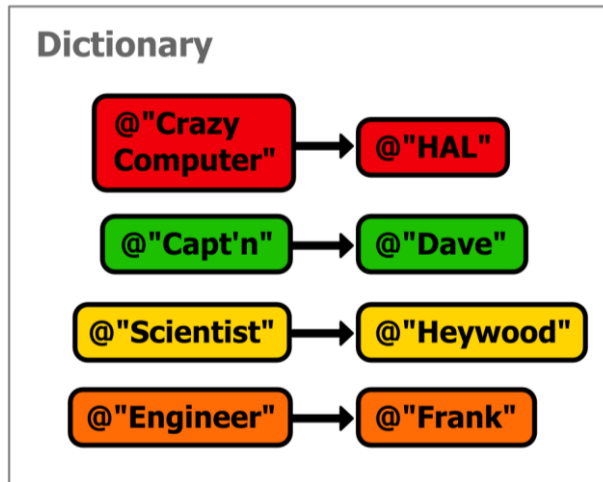 Dictionary
@"Crazy
Computer"
@"HAL"
@"Capt'n"
@"Dave"
@"Scientist"
@"Heywood"
@"Engineer"
@"Frank"